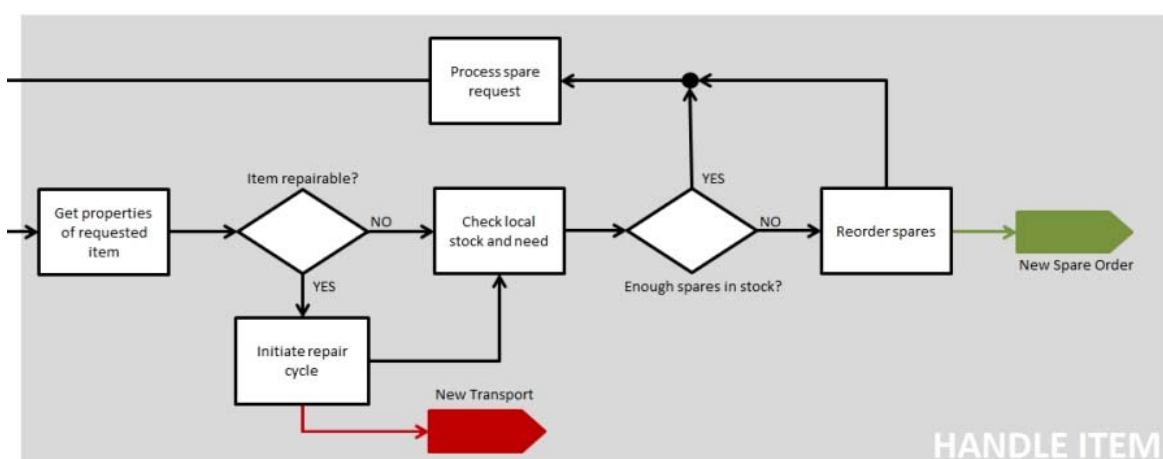 Process spare
request
Item repairable?
YES
Get properties
of requested
item
NO
Check local
stock and need
NO
Reorder spares
New Spare Order
YES
Enough spares in stock?
Initiate repair
cycle
New Transport
HANDLE ITEM